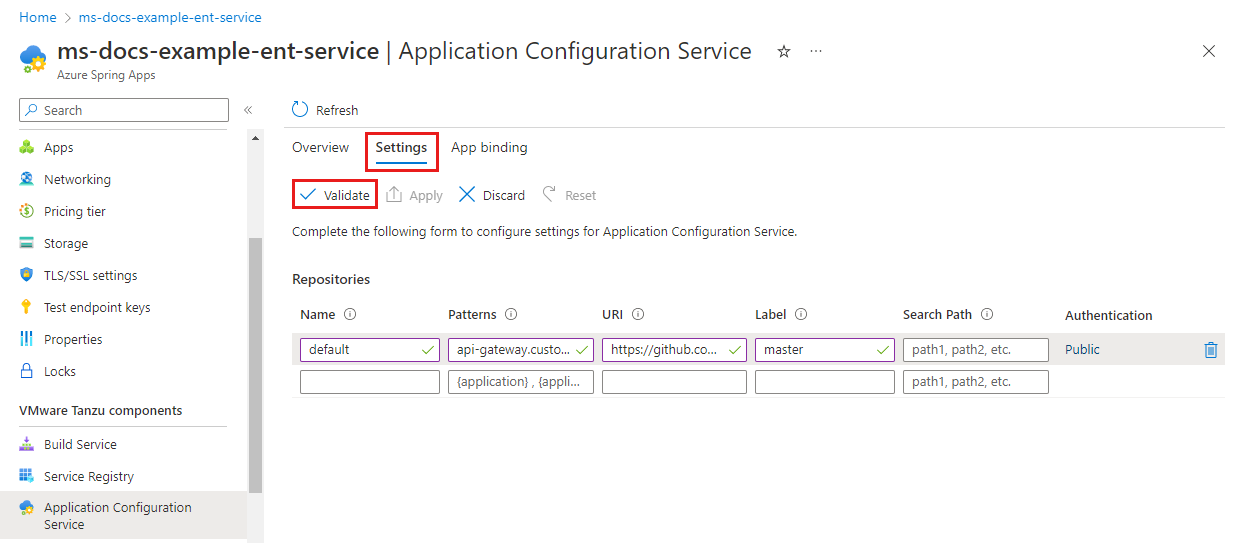 Home > ms-docs-example-ent-service
ms-docs-example-ent-service | Application Configuration Service
Azure Spring Apps
Search
Refresh
Overview Settings App binding
Validate Apply Discard Reset
Complete the following form to configure settings for Application Configuration Service.
Repositories
Name Patterns URI Label Search Path Authentication
default api-gateway.custo... https://github.co... master path1, path2, etc. Public
{application} , {appli... path1, path2, etc.
Apps
Networking
Pricing tier
Storage
TLS/SSL settings
Test endpoint keys
Properties
Locks
VMware Tanzu components
Build Service
Service Registry
Application Configuration
Service